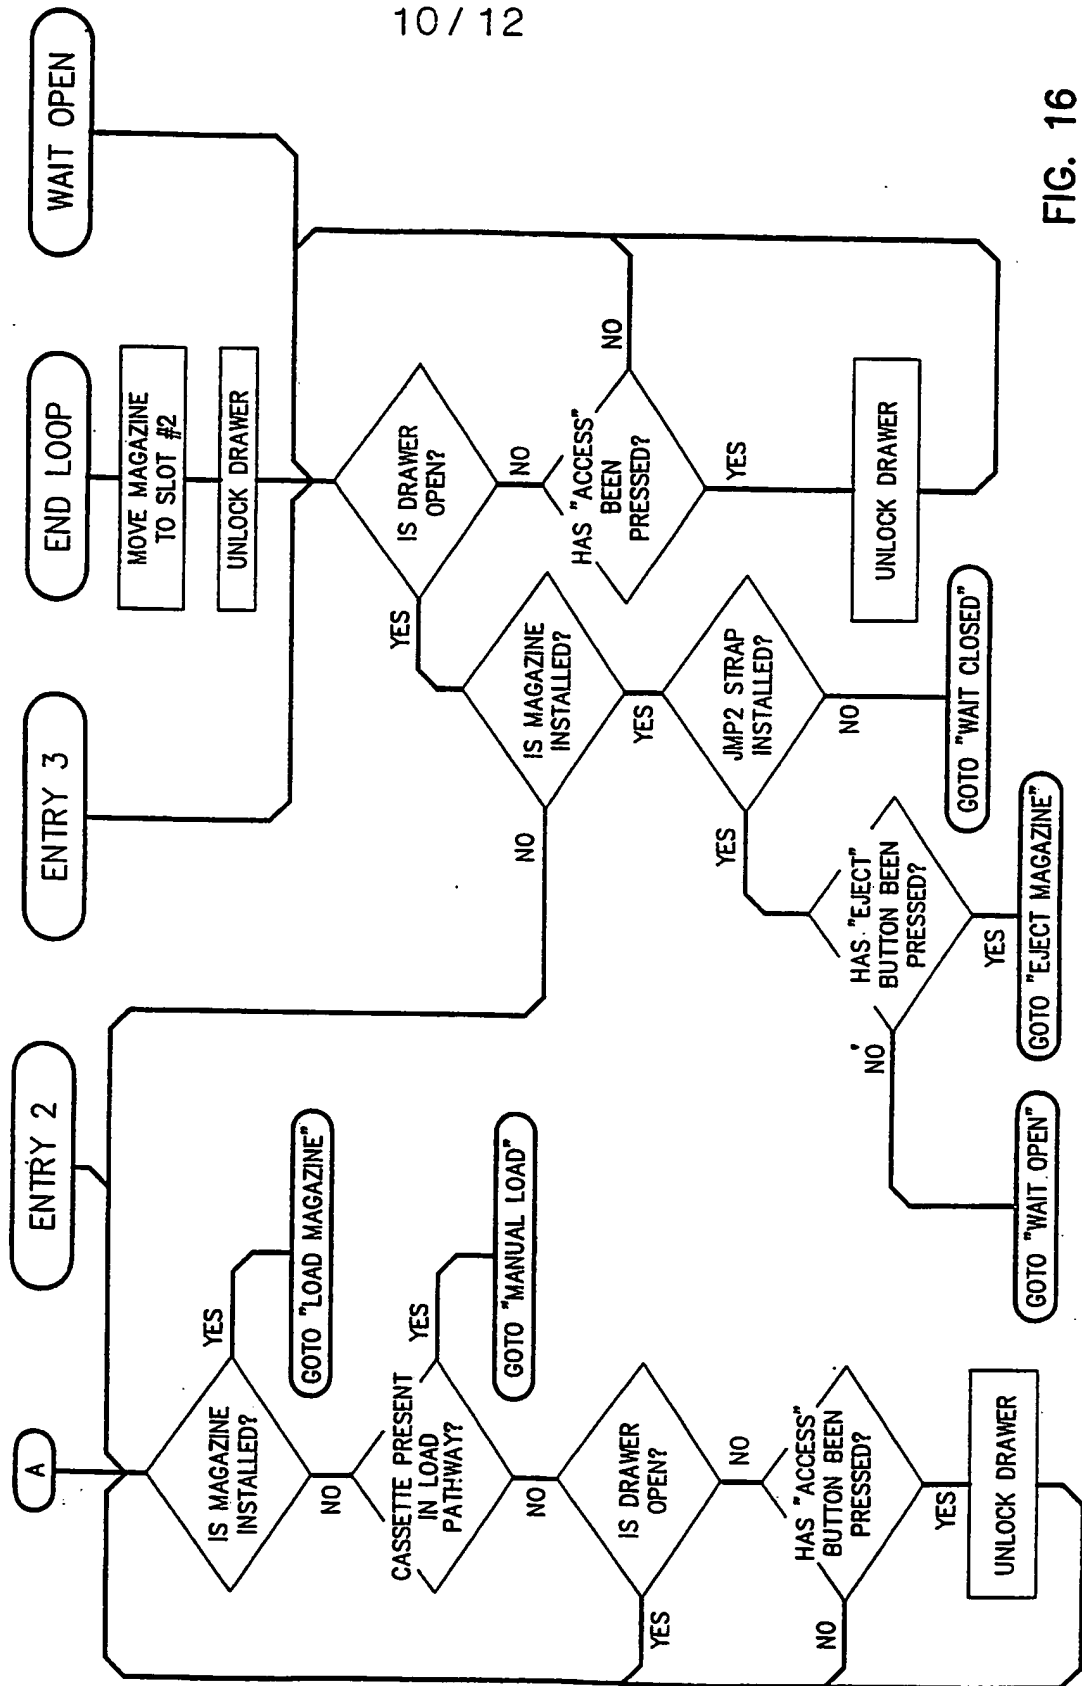 10/12
A
ENTRY 2
ENTRY 3
END LOOP
WAIT OPEN
MOVE MAGAZINE
TO SLOT #2
UNLOCK DRAWER
IS MAGAZINE
INSTALLED?
YES
GOTO "LOAD MAGAZINE"
NO
CASSETTE PRESENT
IN LOAD
PATHWAY?
YES
GOTO "MANUAL LOAD"
NO
IS DRAWER
OPEN?
YES
NO
HAS "ACCESS"
BUTTON BEEN
PRESSED?
NO
YES
UNLOCK DRAWER
IS DRAWER
OPEN?
YES
NO
HAS "ACCESS"
BEEN
PRESSED?
NO
YES
UNLOCK DRAWER
IS MAGAZINE
INSTALLED?
NO
YES
JMP2 STRAP
INSTALLED?
YES
NO
GOTO "WAIT CLOSED"
HAS "EJECT"
BUTTON BEEN
PRESSED?
NO
YES
GOTO "WAIT OPEN"
GOTO "EJECT MAGAZINE"
FIG. 16